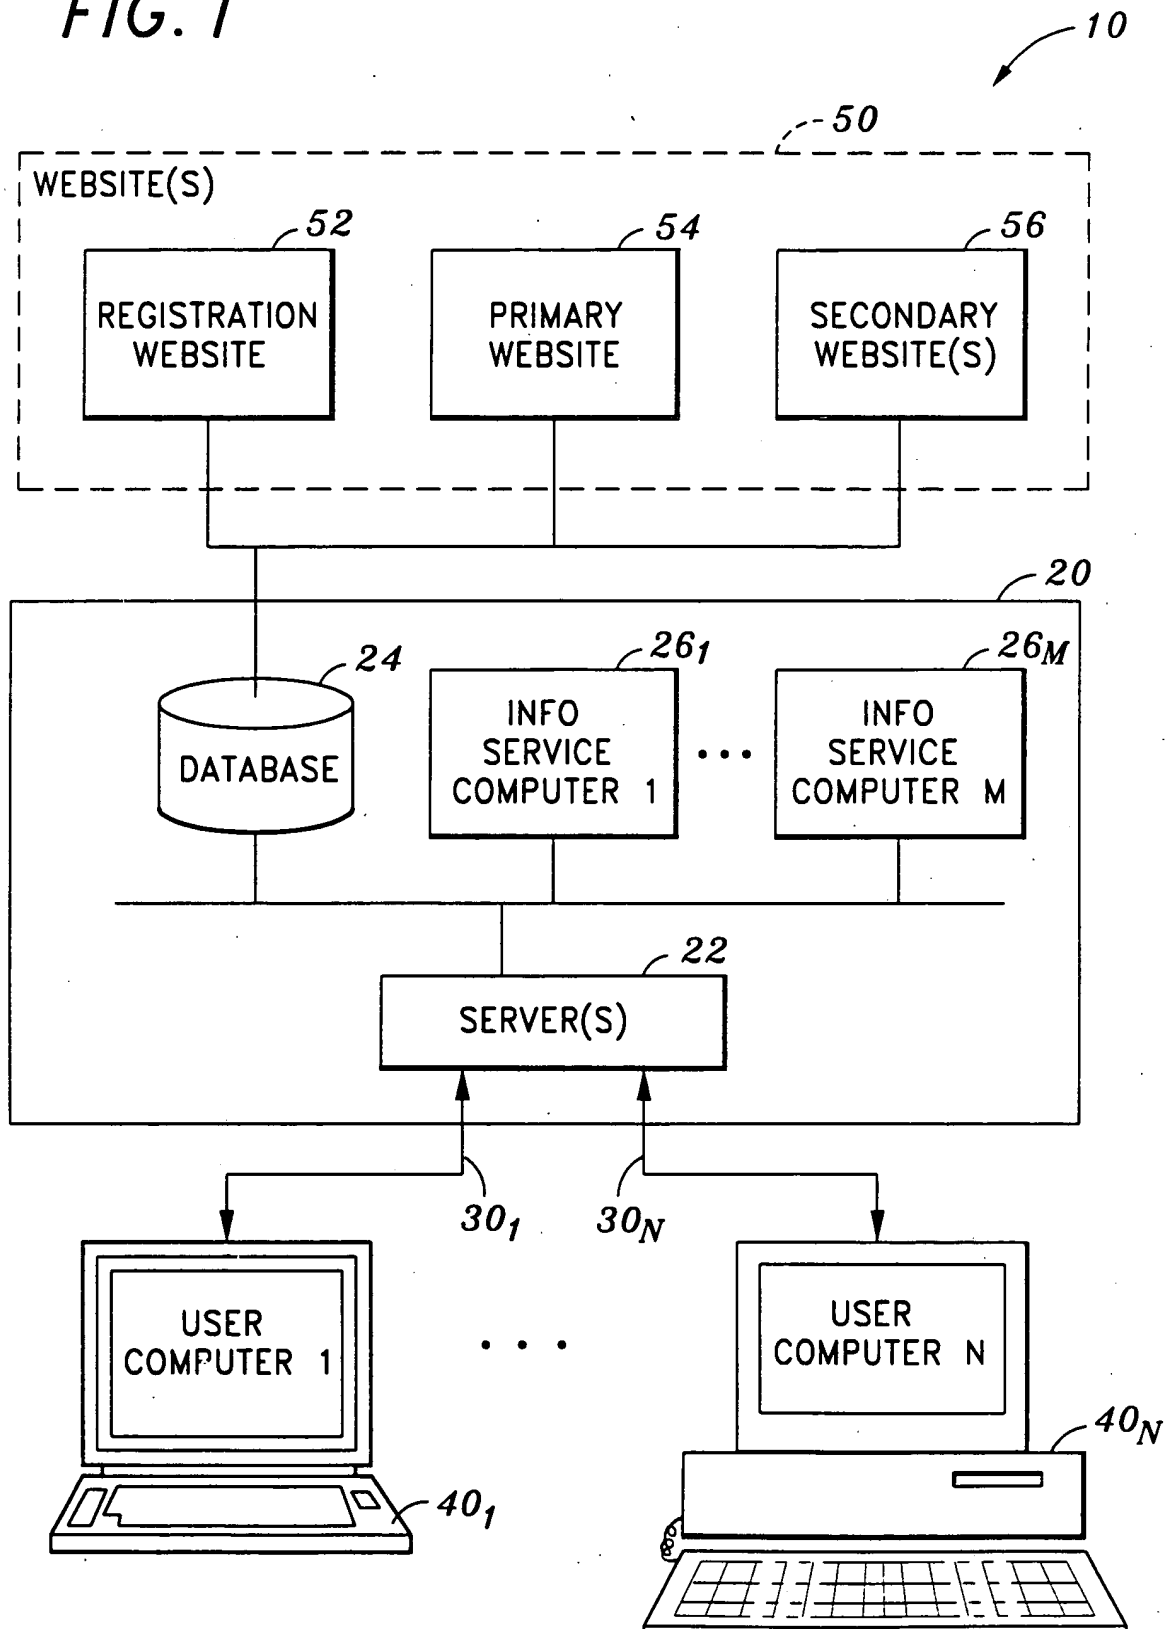 FIG. 1
10
50
WEBSITE(S)
52
54
56
REGISTRATION
WEBSITE
PRIMARY
WEBSITE
SECONDARY
WEBSITE(S)
20
24
26₁
26M
DATABASE
INFO
SERVICE
COMPUTER 1
• • •
INFO
SERVICE
COMPUTER M
22
SERVER(S)
30₁
30N
USER
COMPUTER 1
• • •
USER
COMPUTER N
40₁
40N